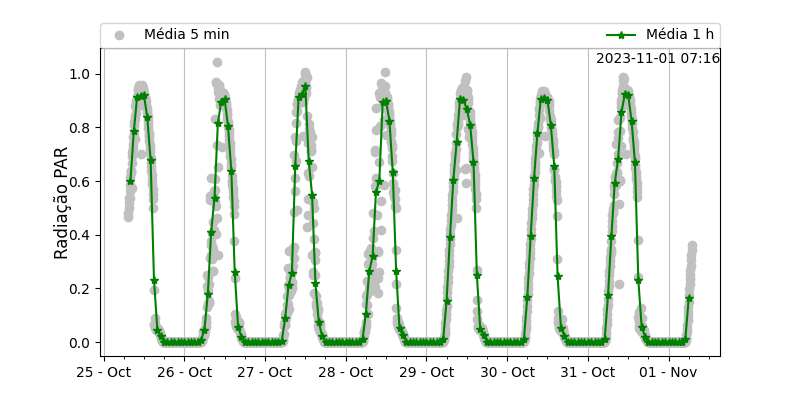 Média 5 min
Média 1 h
2023-11-01 07:16
Radiação PAR
1.0
0.8
0.6
0.4
0.2
0.0
25 - Oct
26 - Oct
27 - Oct
28 - Oct
29 - Oct
30 - Oct
31 - Oct
01 - Nov